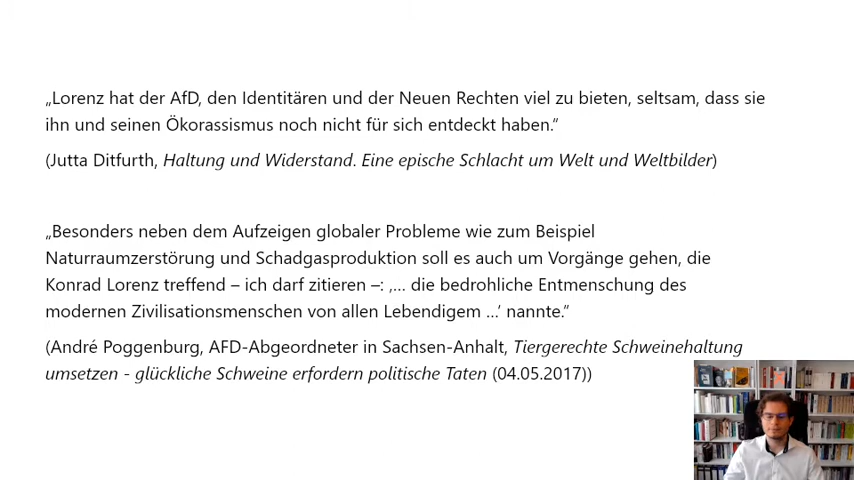 „Lorenz hat der AfD, den Identitären und der Neuen Rechten viel zu bieten, seltsam, dass sie
ihn und seinen Ökorassismus noch nicht für sich entdeckt haben.“
(Jutta Ditfurth, Haltung und Widerstand. Eine epische Schlacht um Welt und Weltbilder)
„Besonders neben dem Aufzeigen globaler Probleme wie zum Beispiel
Naturraumzerstörung und Schadgasproduktion soll es auch um Vorgänge gehen, die
Konrad Lorenz treffend – ich darf zitieren –: ‚… die bedrohliche Entmenschung des
modernen Zivilisationsmenschen von allen Lebendigem …’ nannte.“
(André Poggenburg, AFD-Abgeordneter in Sachsen-Anhalt, Tiergerechte Schweinehaltung
umsetzen - glückliche Schweine erfordern politische Taten (04.05.2017))